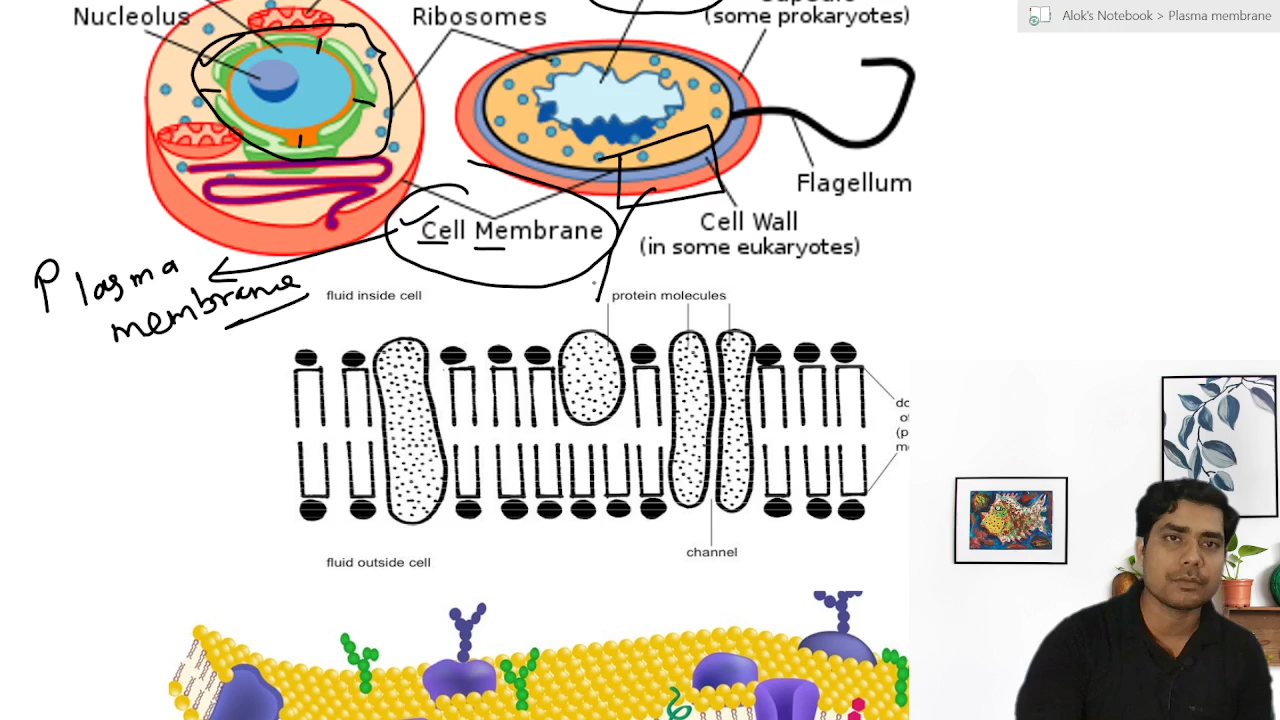 Nucleolus
Ribosomes
(some prokaryotes)
Alok's Notebook > Plasma membrane
Flagellum
Cell Membrane
Cell Wall
(in some eukaryotes)
Plasma
membrane
fluid inside cell
protein molecules
channel
fluid outside cell